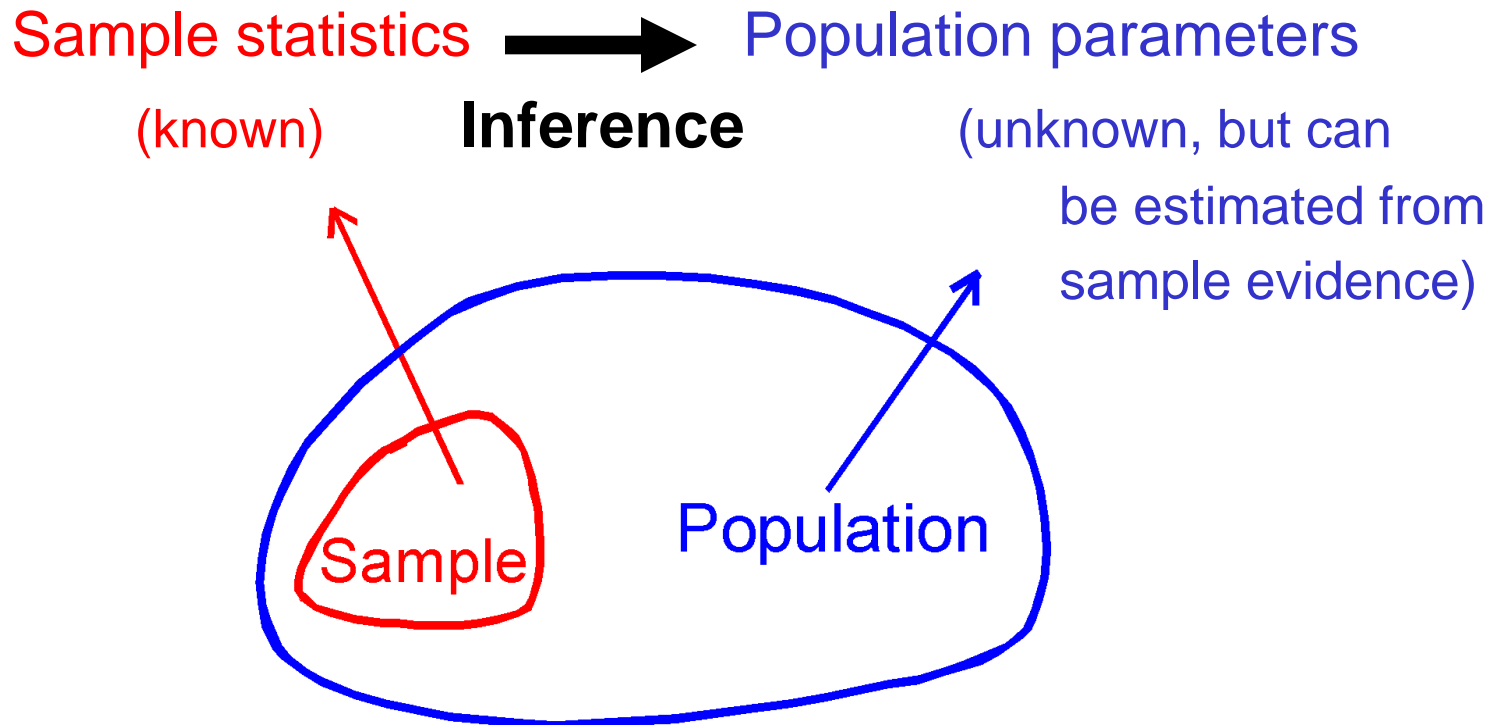 Sample statistics Population parameters
(known) Inference (unknown, but can
be estimated from
sample evidence)
Population
Sample